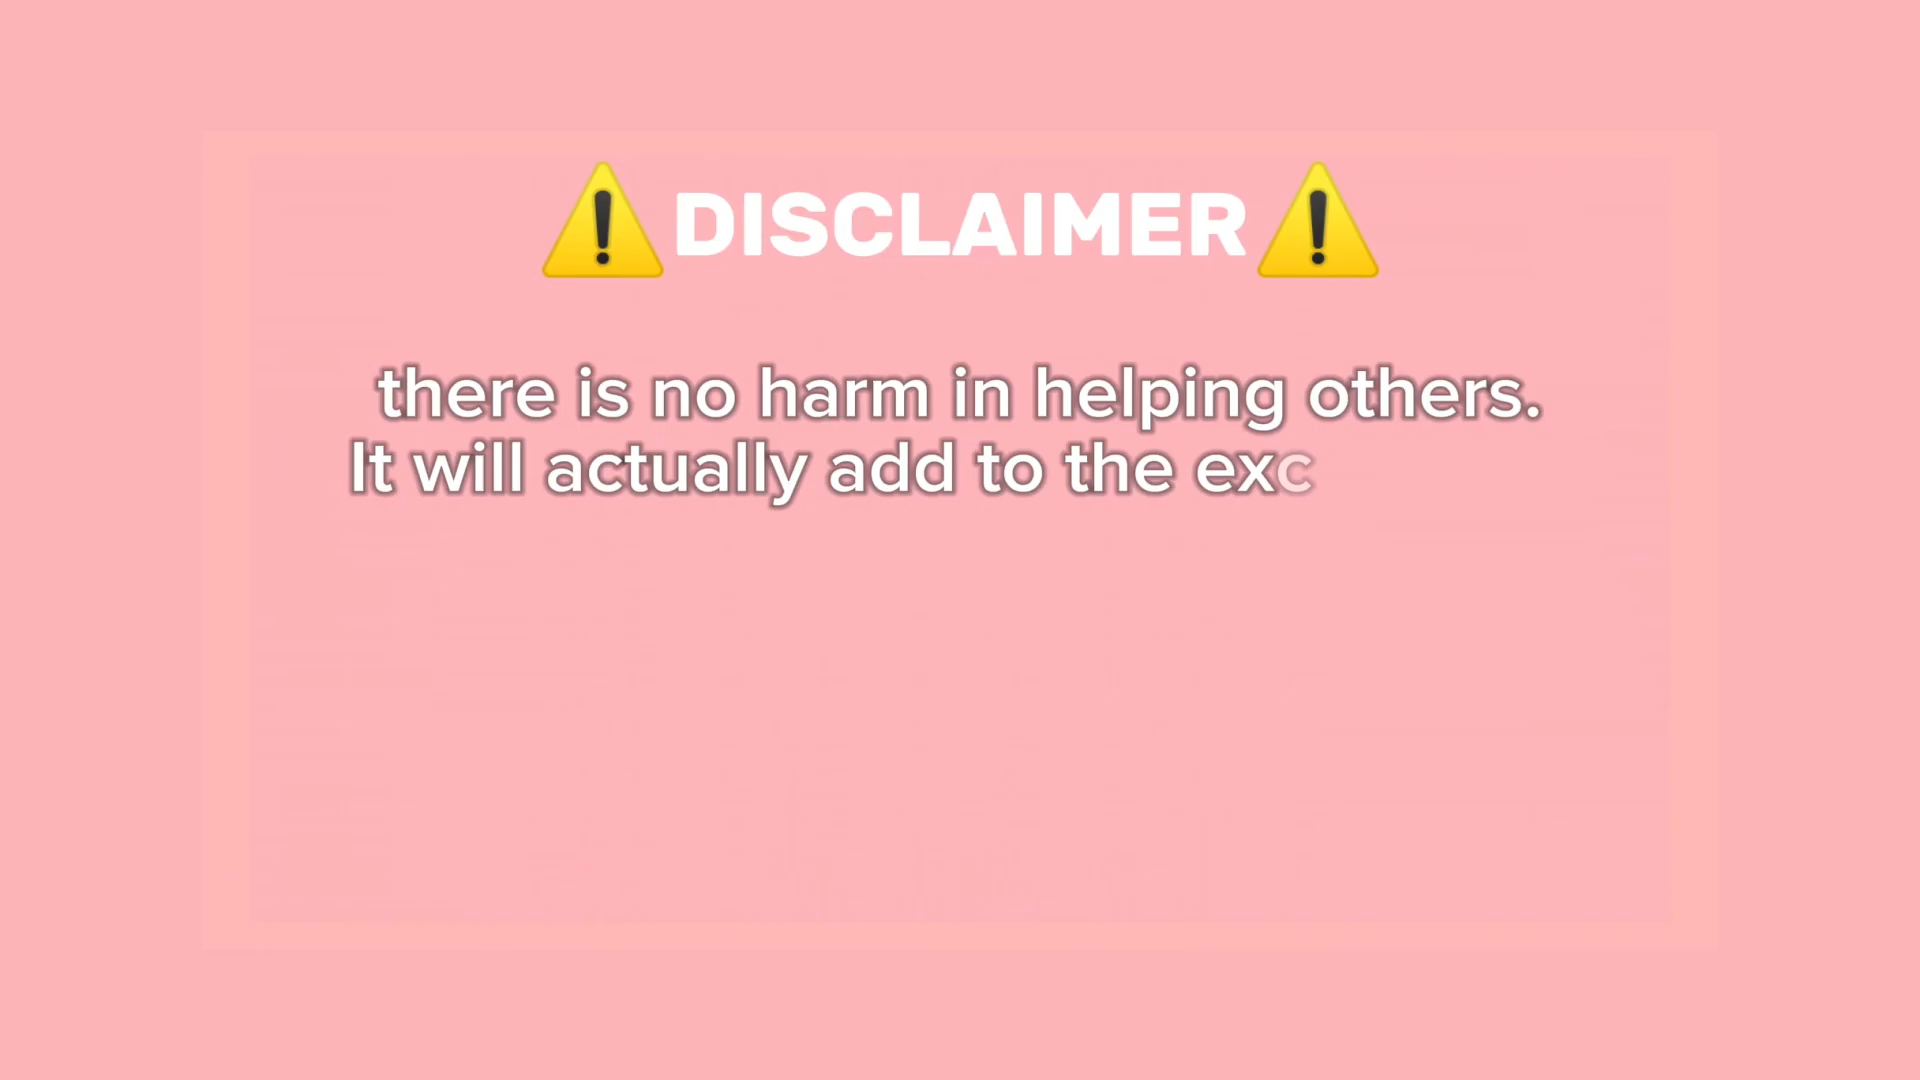 ⚠️DISCLAIMER⚠️
there is no harm in helping others.
It will actually add to the exc